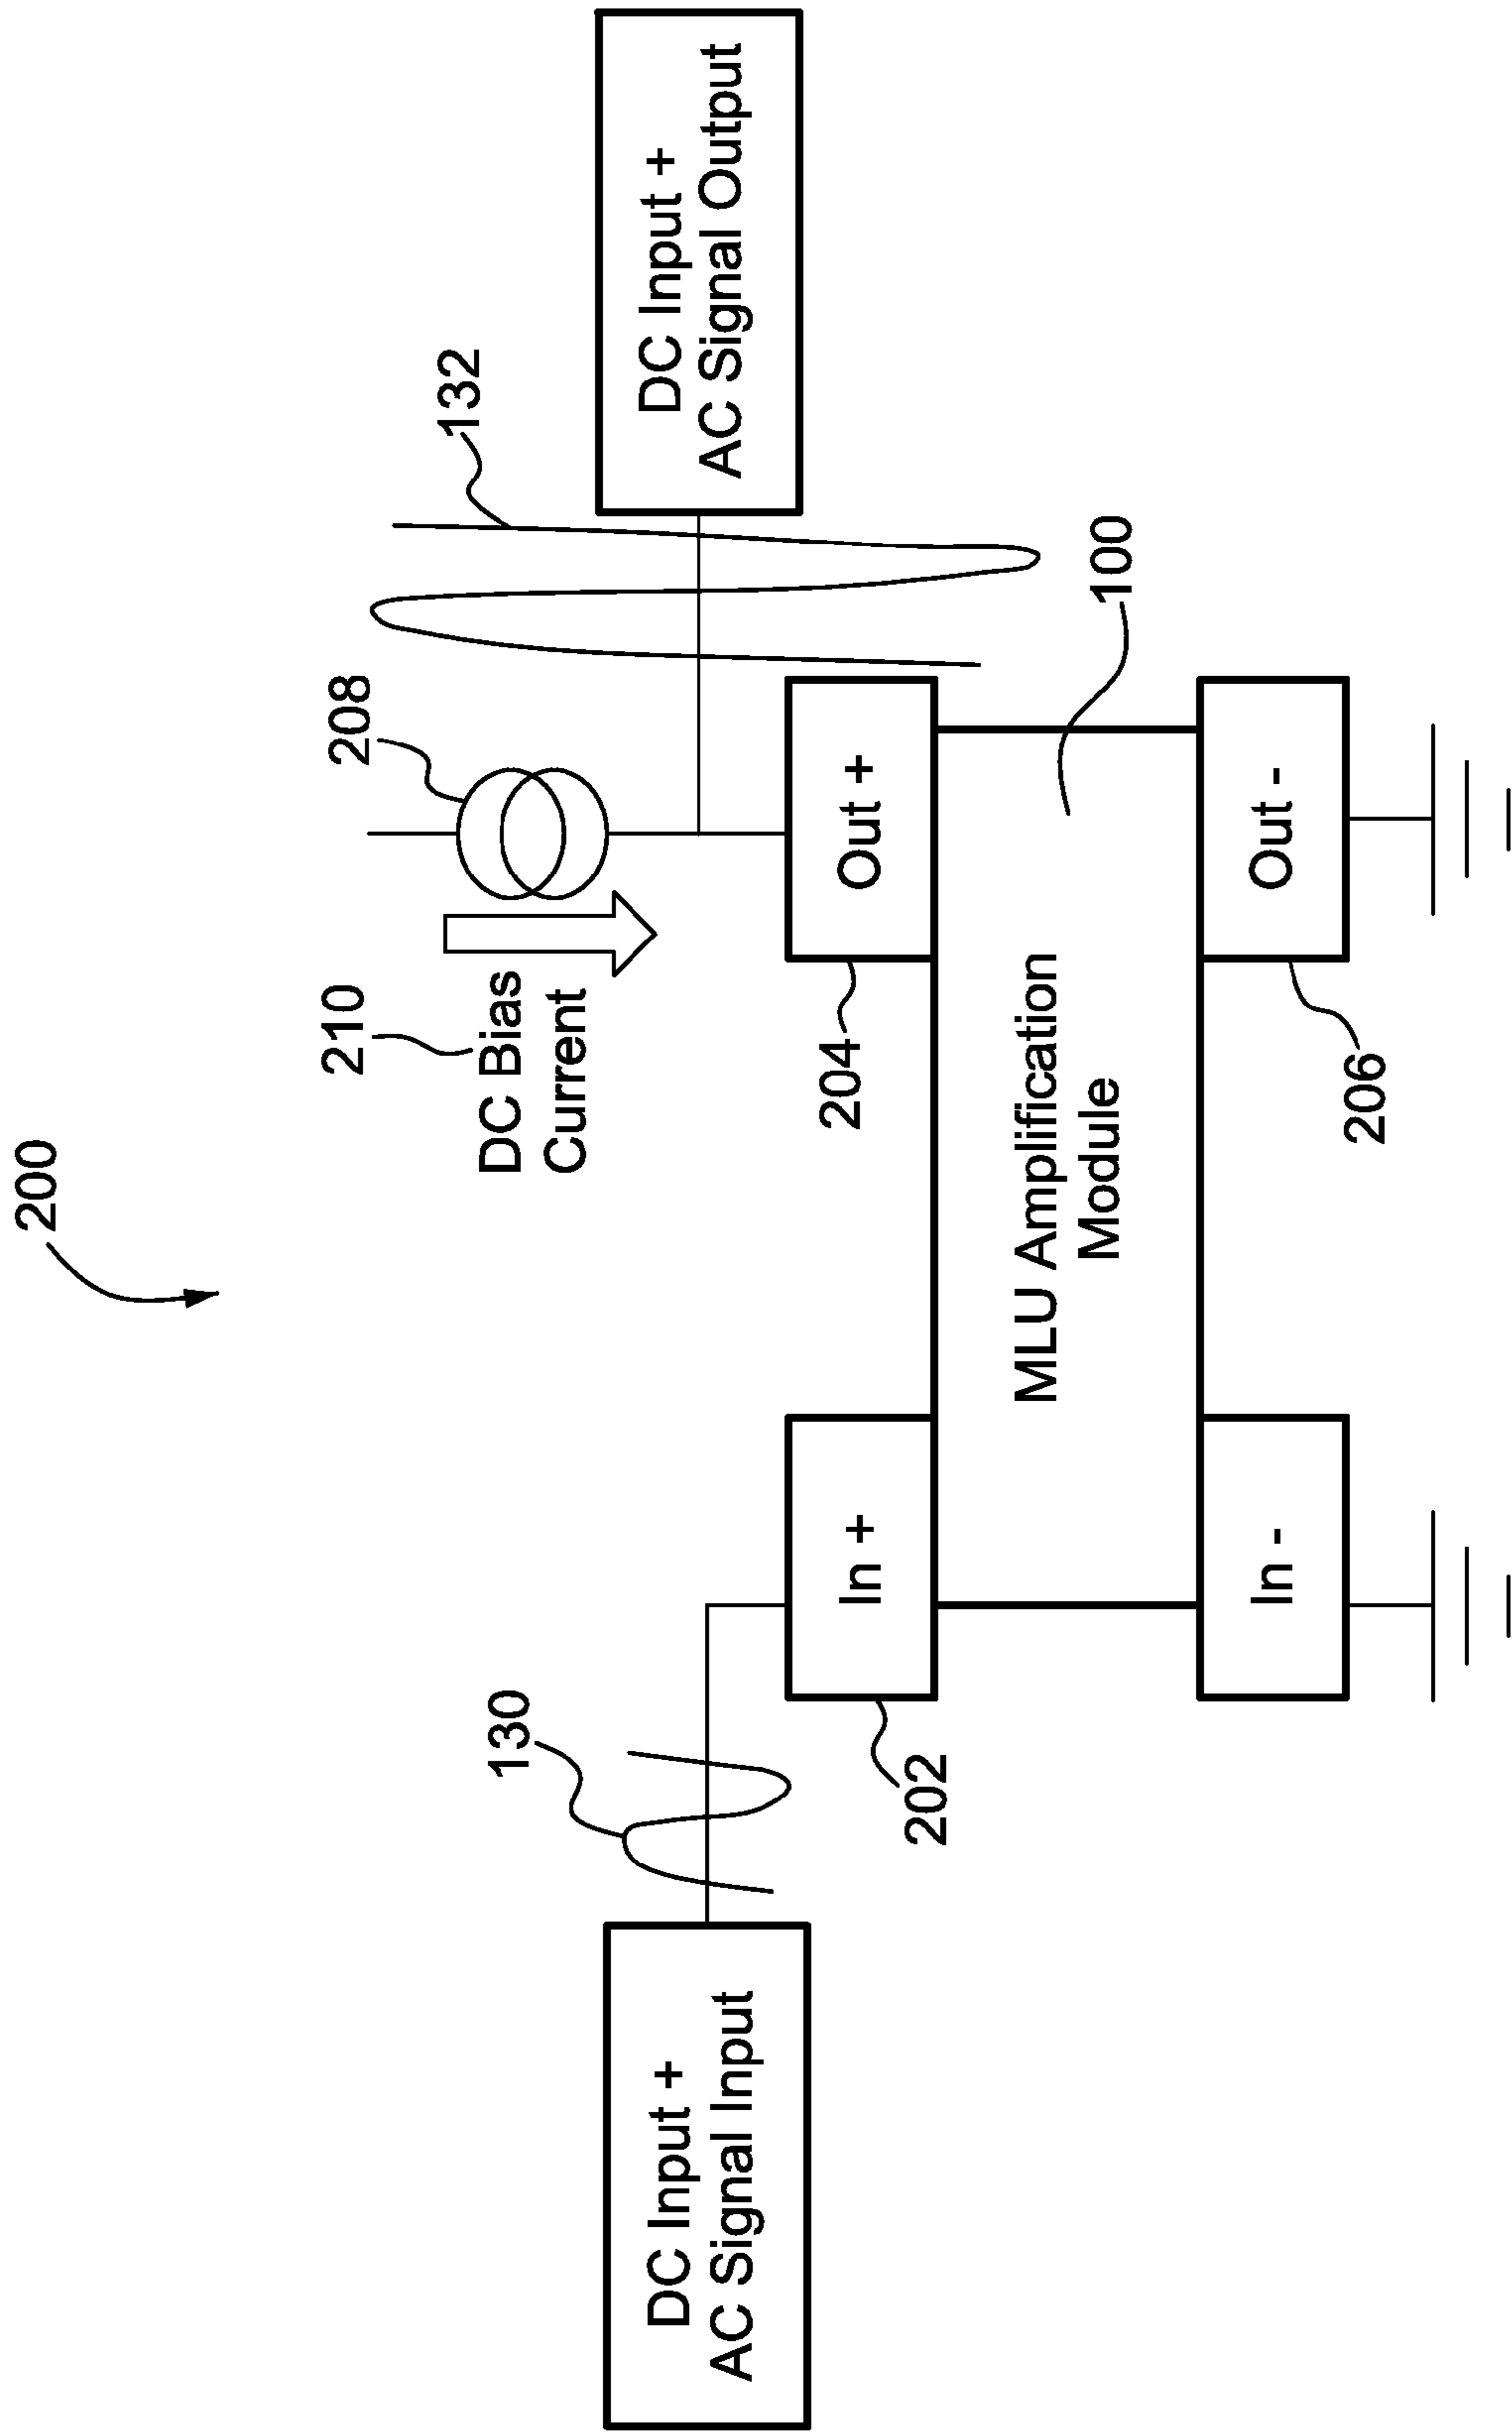 200
210
DC Bias
Current
208
132
DC Input +
AC Signal Output
130
DC Input +
AC Signal Input
202
In +
204
Out +
MLU Amplification
Module
100
In -
206
Out -